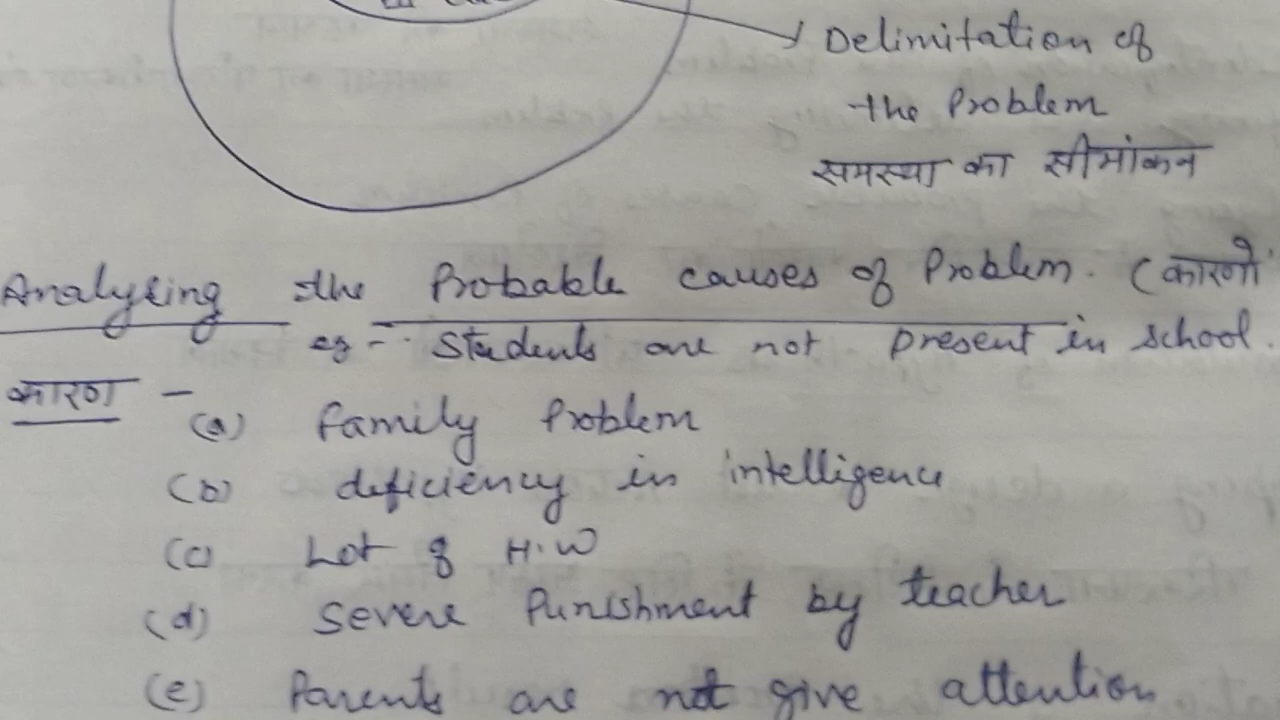 Delimitation of
the Problem
समस्या का सीमांकन
Analysing the Probable causes of Problem. (कारणों
eg - Students are not present in school.
कारण -
(a) family Problem
(b) deficiency in intelligence
(c) Lot of H.W
(d) Severe Punishment by teacher
(e) Parents are not give attention